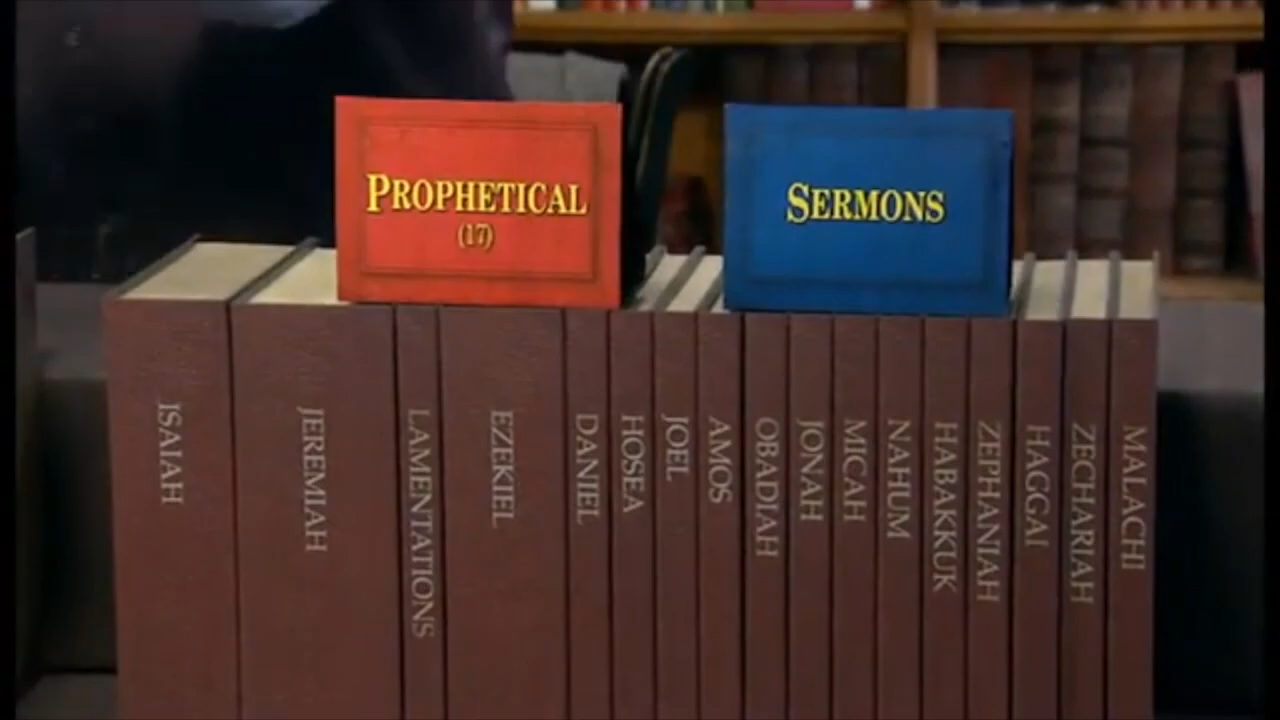 PROPHETICAL
(17)
SERMONS
ISAIAH
JEREMIAH
LAMENTATIONS
EZEKIEL
DANIEL
HOSEA
JOEL
AMOS
OBADIAH
JONAH
MICAH
NAHUM
HABAKKUK
ZEPHANIAH
HAGGAI
ZECHARIAH
MALACHI